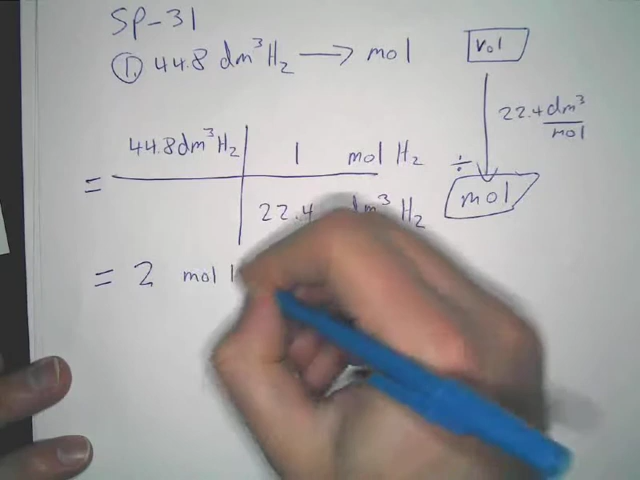 SP-31
1. 44.8 dm³ H₂ → mol
vol
22.4 dm³
mol
÷
mol
44.8 dm³ H₂ 1 mol H₂
=
22.4 dm³ H₂
= 2 mol